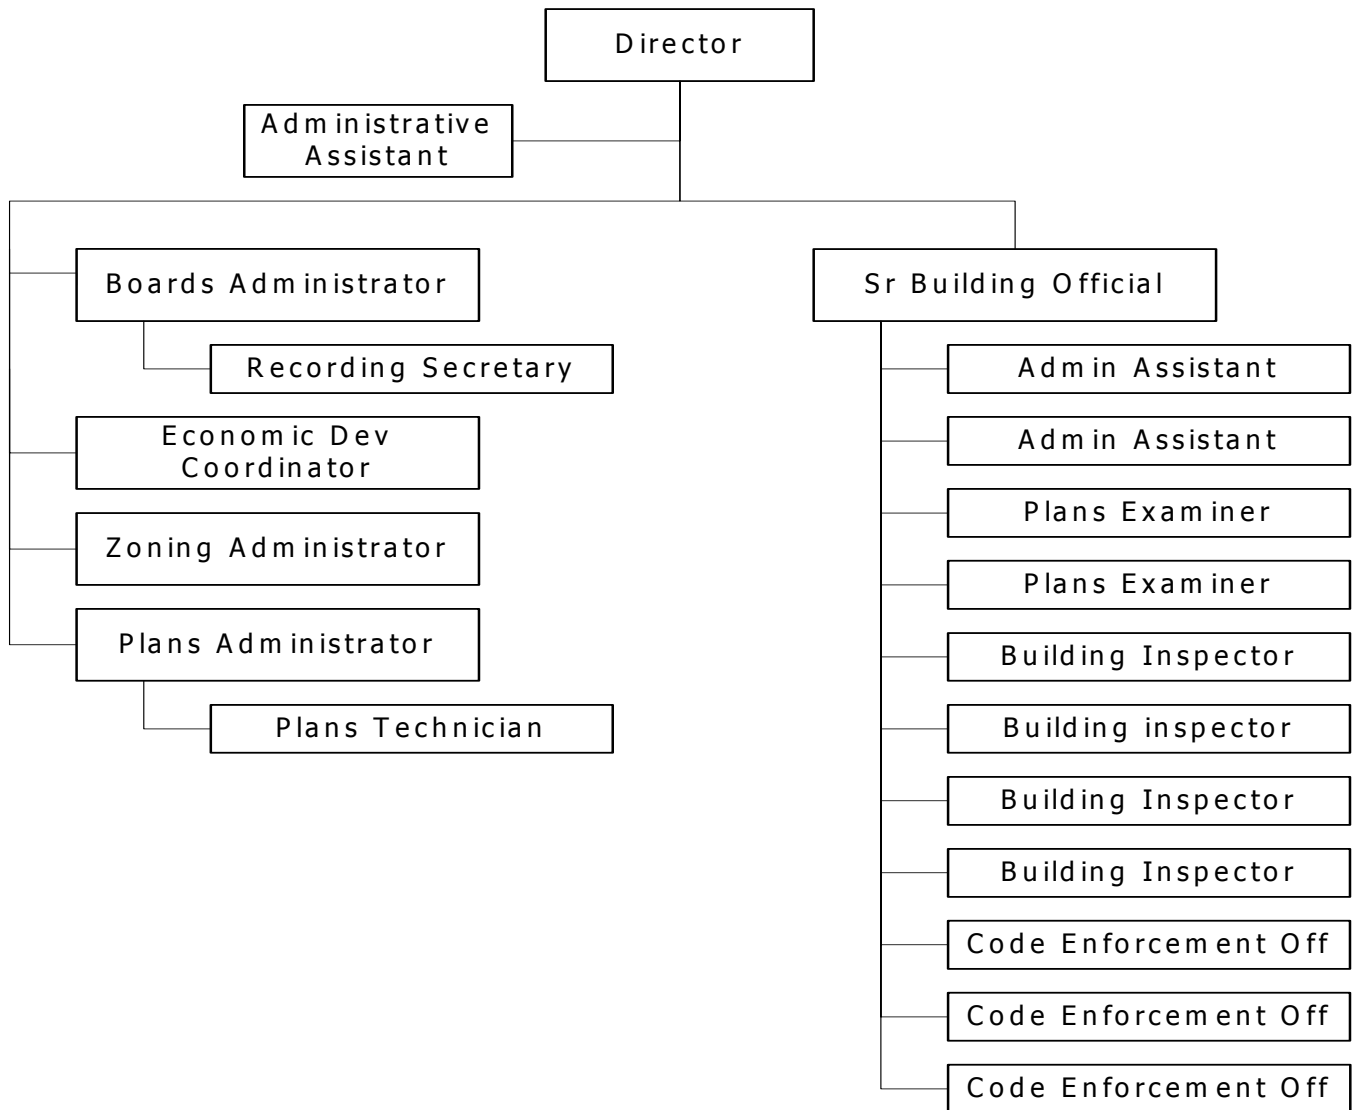 Director
Administrative
Assistant
Boards Administrator
Recording Secretary
Economic Dev
Coordinator
Zoning Administrator
Plans Administrator
Plans Technician
Sr Building Official
Admin Assistant
Admin Assistant
Plans Examiner
Plans Examiner
Building Inspector
Building inspector
Building Inspector
Building Inspector
Code Enforcement Off
Code Enforcement Off
Code Enforcement Off